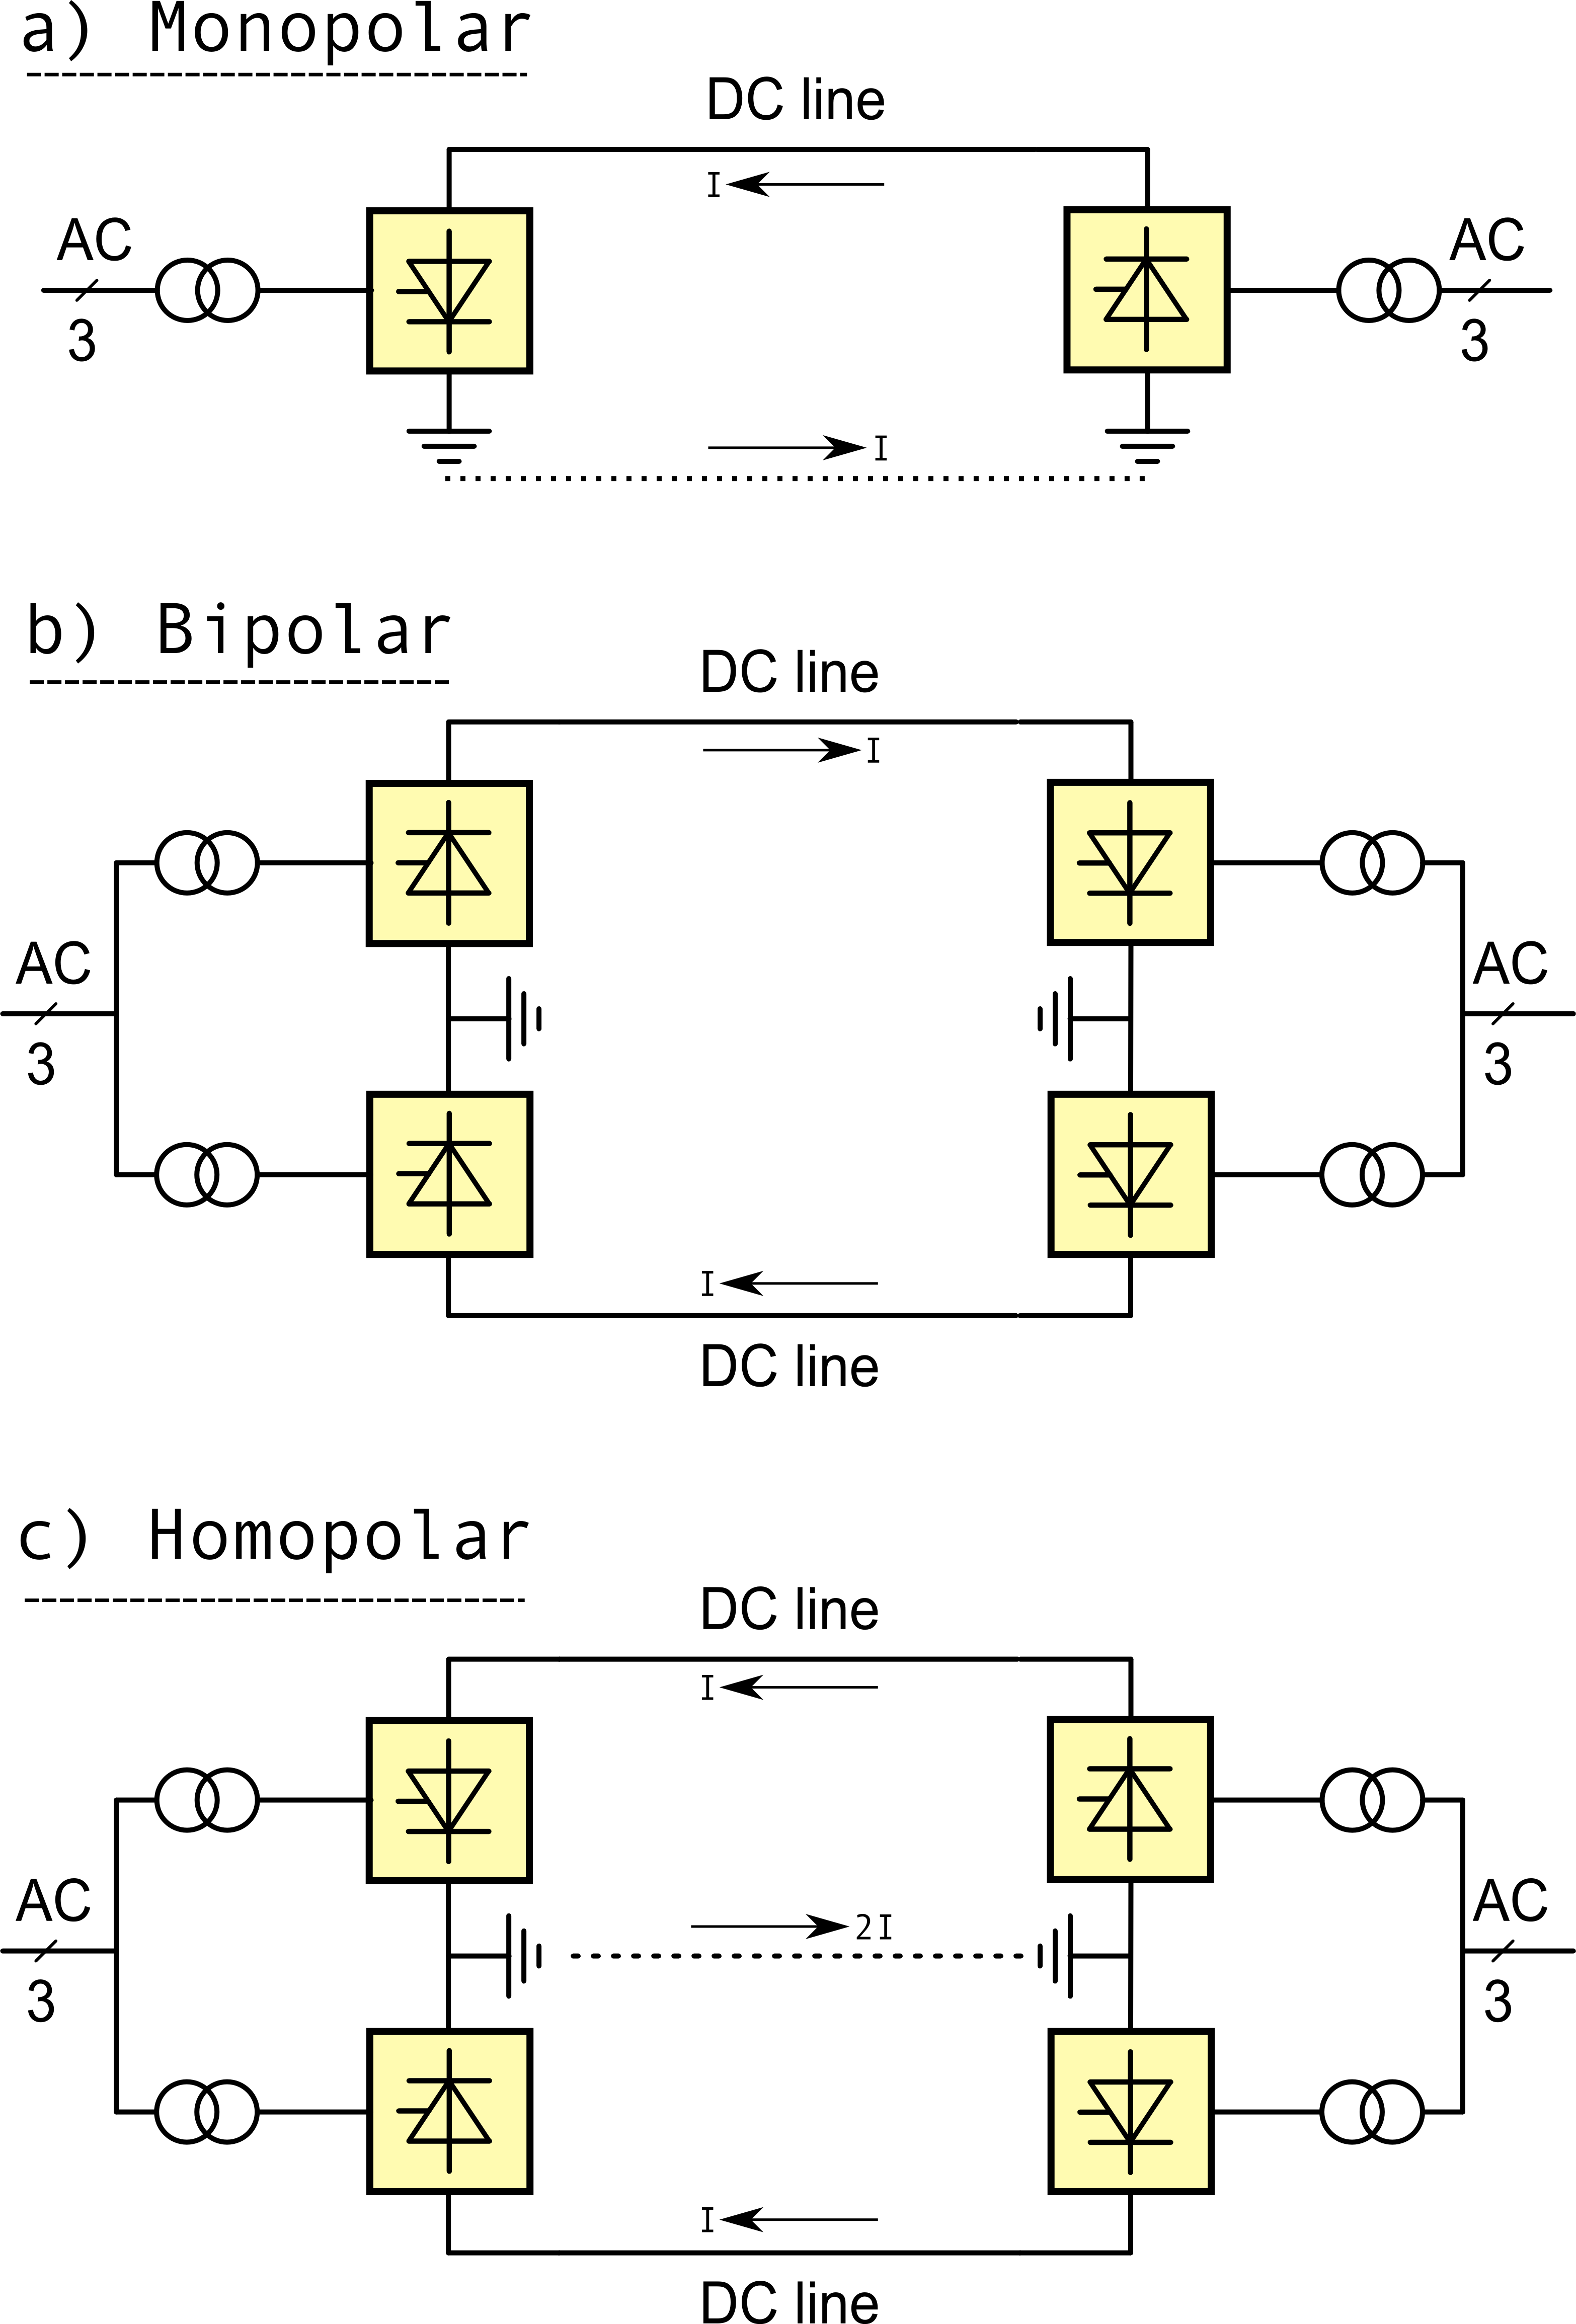 a) Monopolar
DC line
I
AC
AC
3
3
I
b) Bipolar
DC line
I
AC
AC
3
3
I
DC line
c) Homopolar
DC line
I
AC
2I
AC
3
3
I
DC line